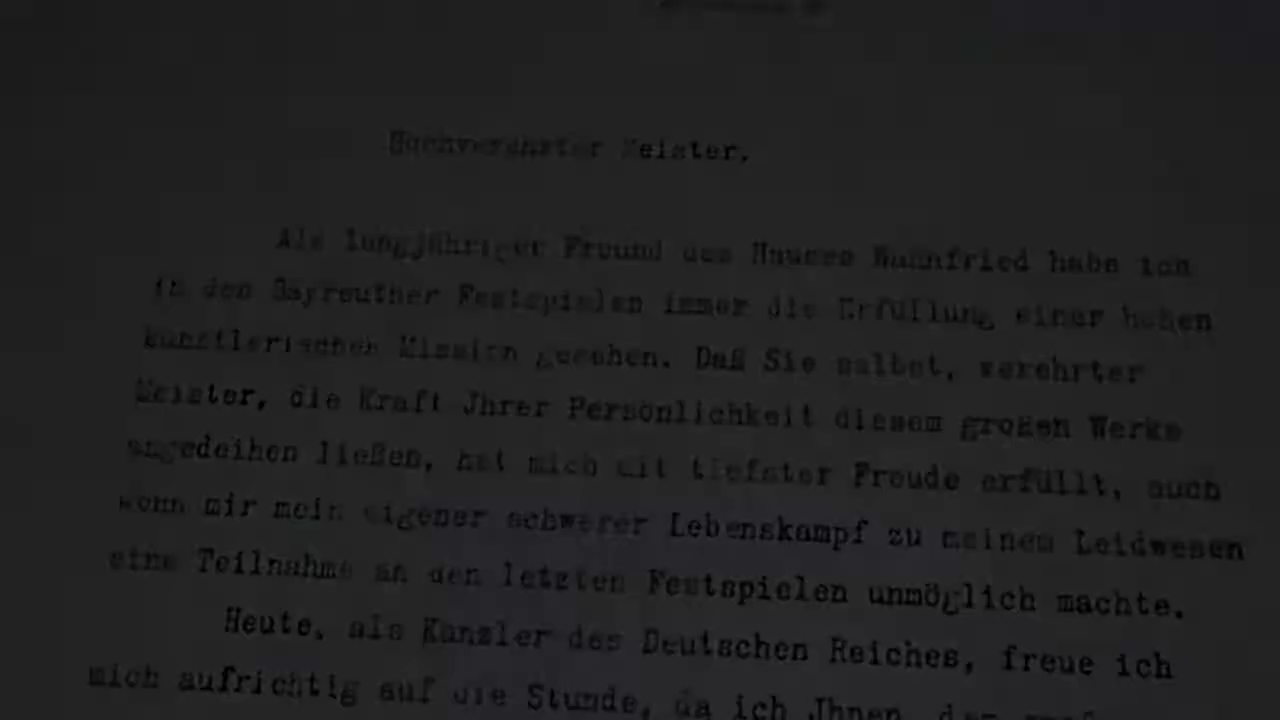 Hochverehrter Meister,
Als langjähriger Freund des Hauses Wahnfried habe ich
in den Bayreuther Festspielen immer die Erfüllung einer hohen
künstlerischen Mission gesehen. Daß Sie selbst, verehrter
Meister, die Kraft Jhrer Persönlichkeit diesem großen Werke
angedeihen ließen, hat mich mit tiefster Freude erfüllt, auch
wenn mir mein eigener schwerer Lebenskampf zu meinem Leidwesen
eine Teilnahme an den letzten Festspielen unmöglich machte.
Heute, als Kanzler des Deutschen Reiches, freue ich
mich aufrichtig auf die Stunde, da ich Jhnen,